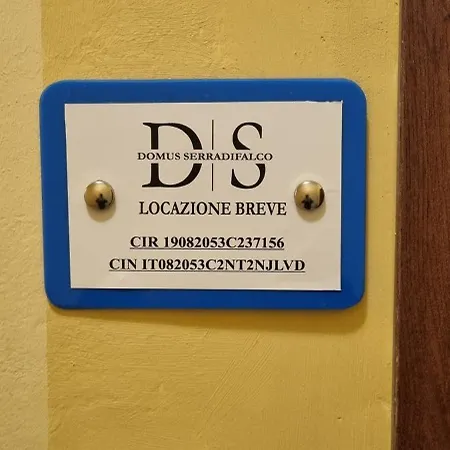 D|S
DOMUS SERRADIFALCO
LOCAZIONE BREVE
CIR 19082053C237156
CIN IT082053C2NT2NJLVD